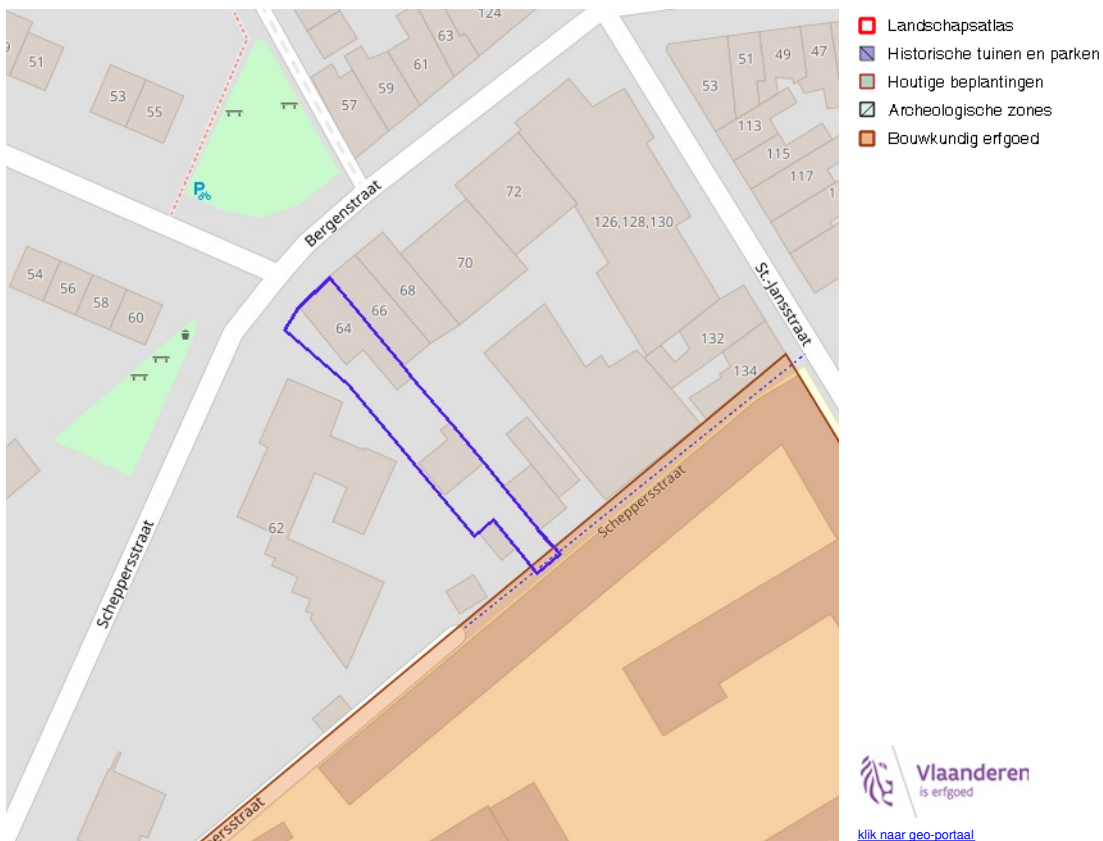 Landschapsatlas
Historische tuinen en parken
Houtige beplantingen
Archeologische zones
Bouwkundig erfgoed
124
63
61
59
57
51
53
55
53
51
49
47
113
115
117
Bergenstraat
72
70
68
66
64
126,128,130
St.-Jansstraat
132
134
54
56
58
60
P
62
Scheppersstraat
Scheppersstraat
persstraat
Vlaanderen
is erfgoed
klik naar geo-portaal